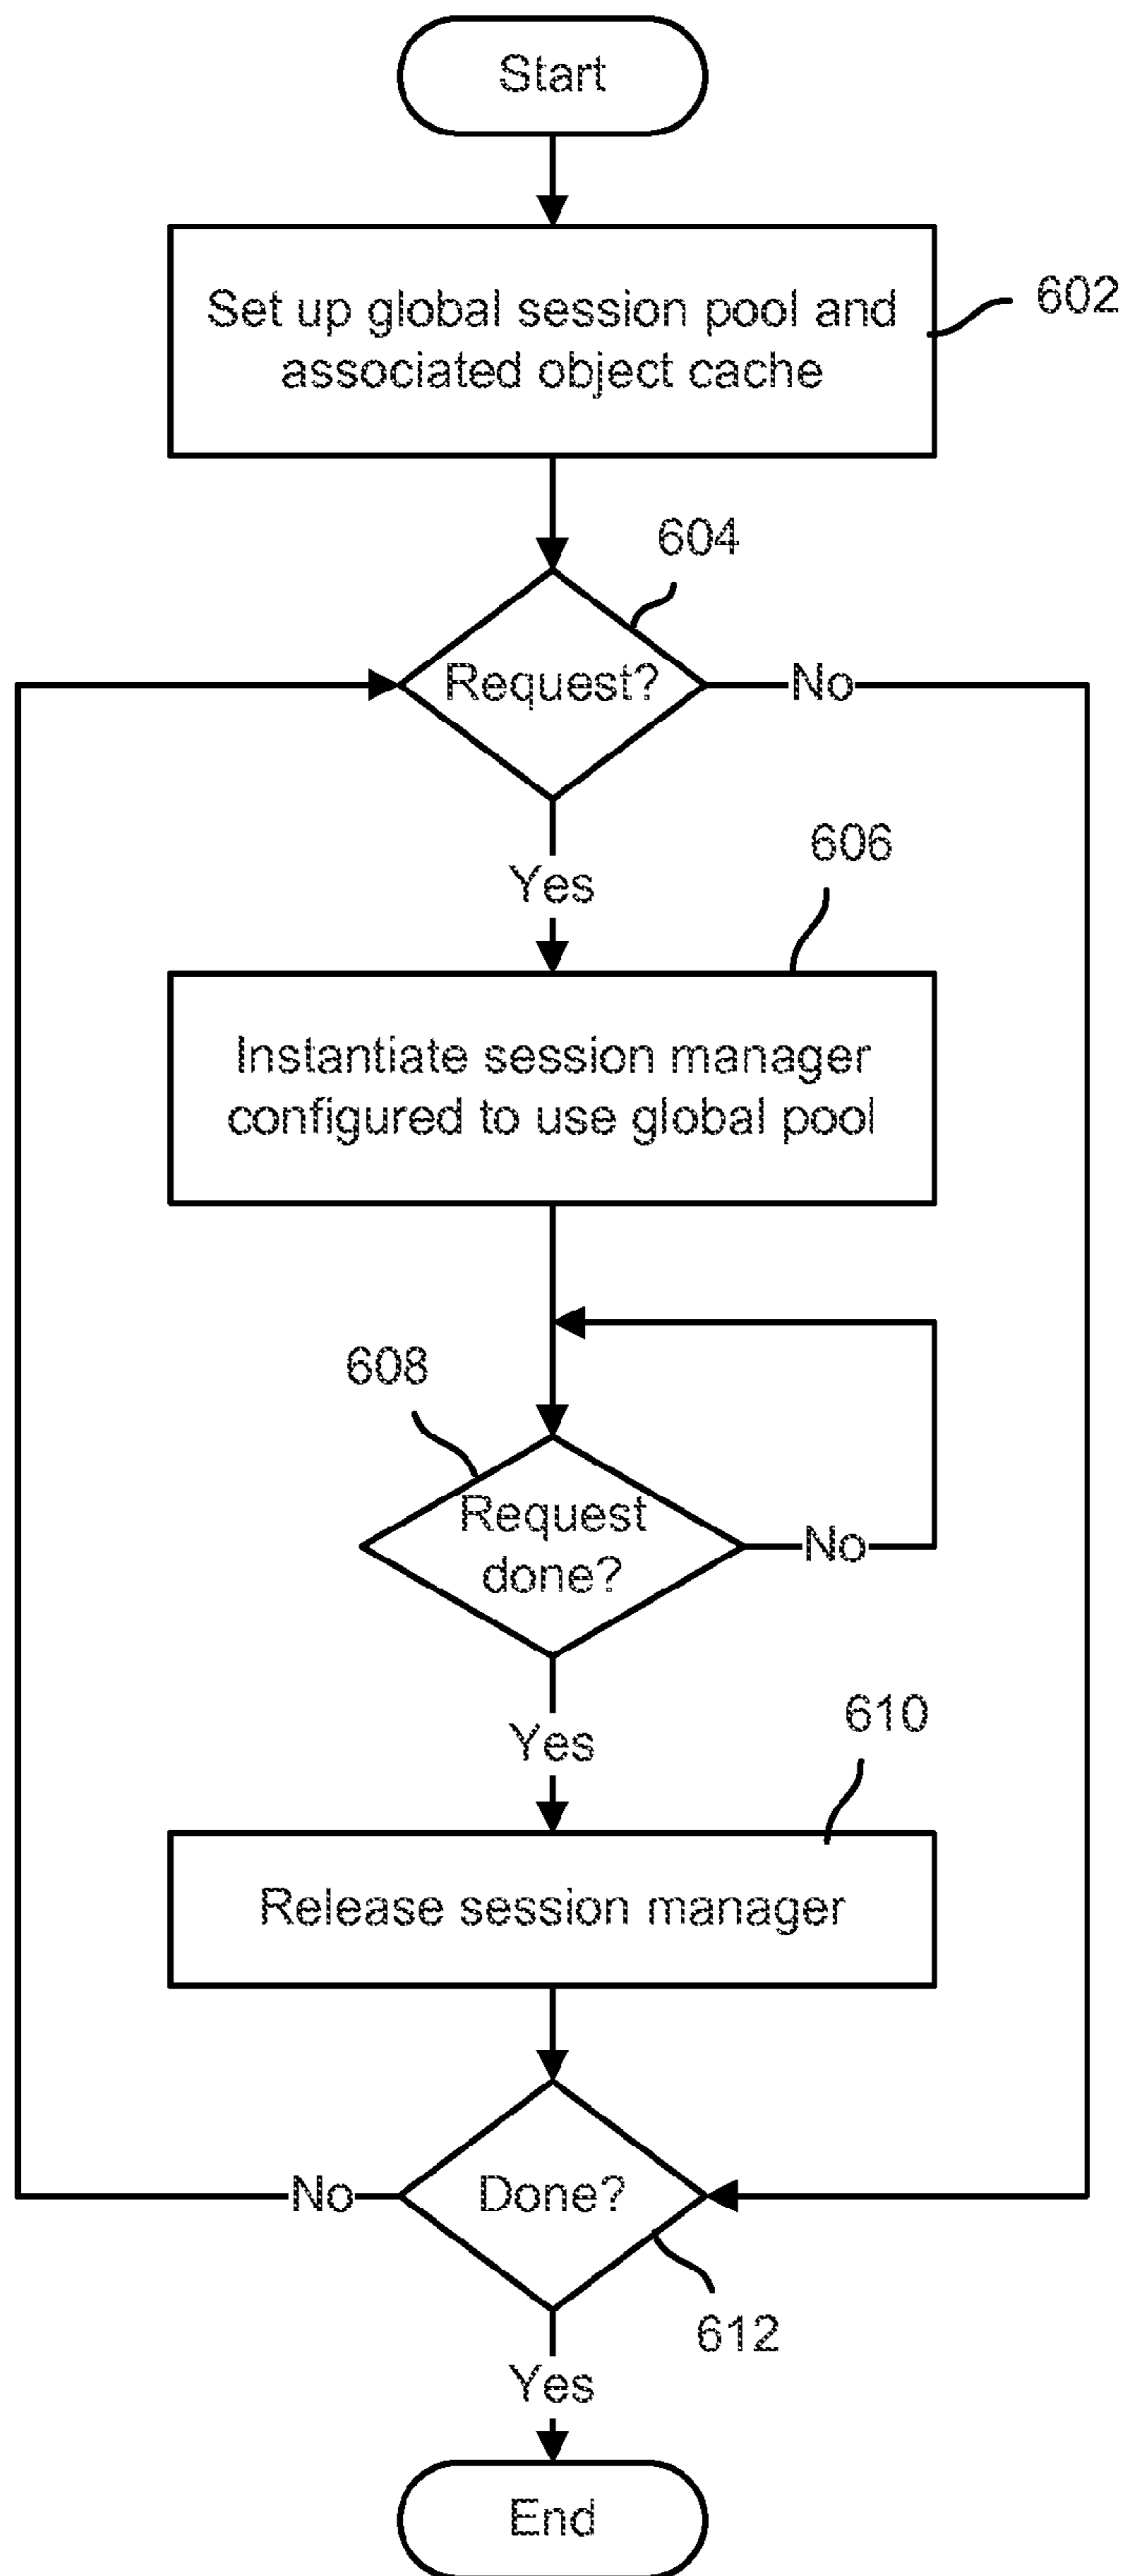 Start
Set up global session pool and
associated object cache
602
604
Request?
No
Yes
606
Instantiate session manager
configured to use global pool
608
Request
done?
No
Yes
610
Release session manager
Done?
No
612
Yes
End